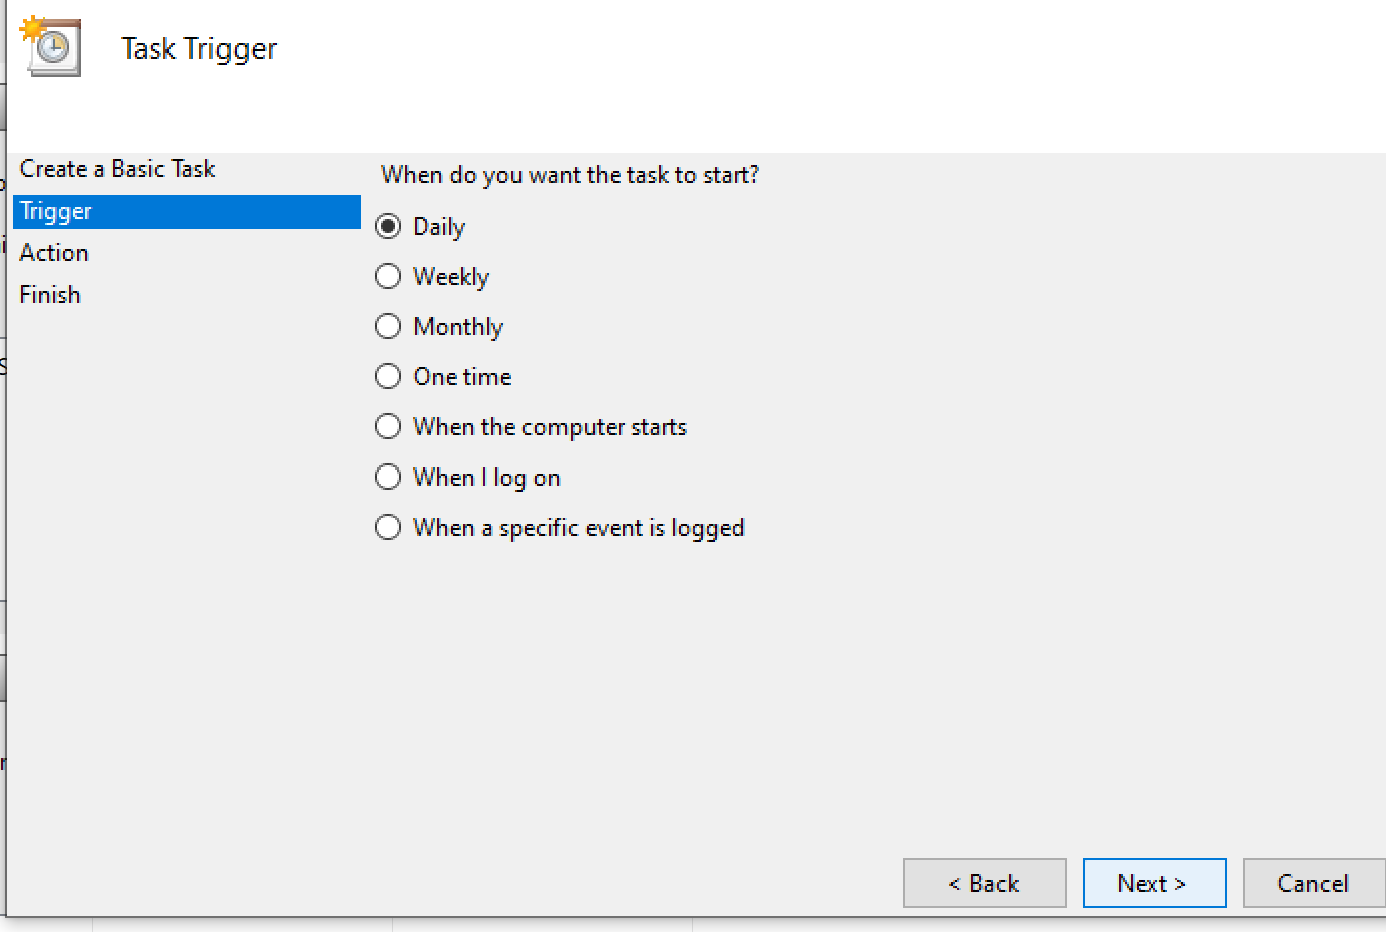 Task Trigger
Create a Basic Task
Trigger
Action
Finish
When do you want the task to start?
Daily
Weekly
Monthly
One time
When the computer starts
When I log on
When a specific event is logged
< Back
Next >
Cancel